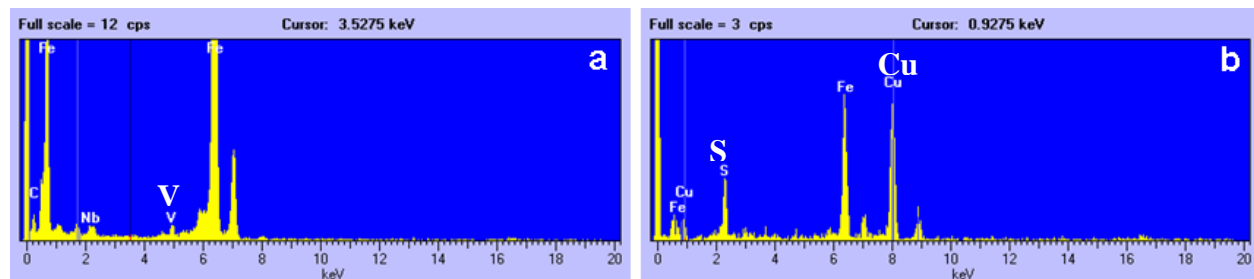 Full scale = 12 cps Cursor: 3.5275 keV
Fe Fe a
V
C Nb V
0 2 4 6 8 10 12 14 16 18 20
keV
Full scale = 3 cps Cursor: 0.9275 keV
Cu b
Fe Cu
S
S
Cu
Fe
0 2 4 6 8 10 12 14 16 18 20
keV